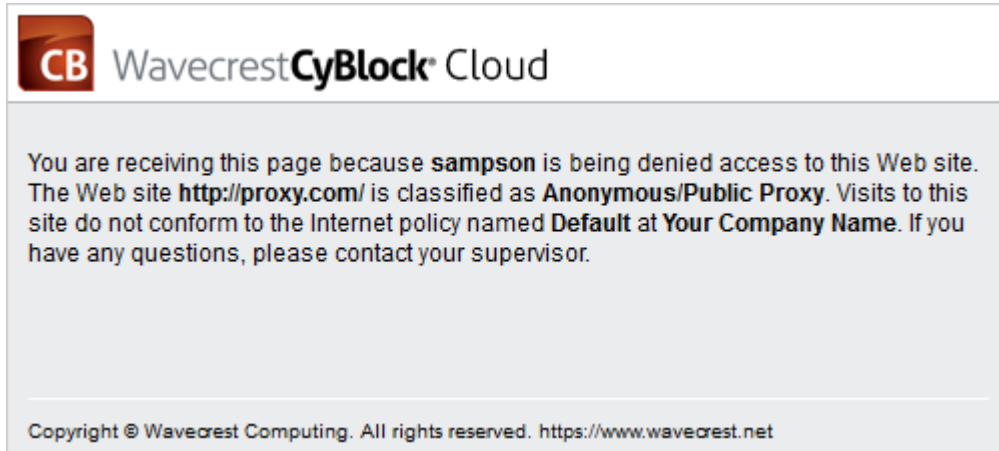 CB WavecrestCyBlock® Cloud
You are receiving this page because sampson is being denied access to this Web site.
The Web site http://proxy.com/ is classified as Anonymous/Public Proxy. Visits to this
site do not conform to the Internet policy named Default at Your Company Name. If you
have any questions, please contact your supervisor.
Copyright © Wavecrest Computing. All rights reserved. https://www.wavecrest.net